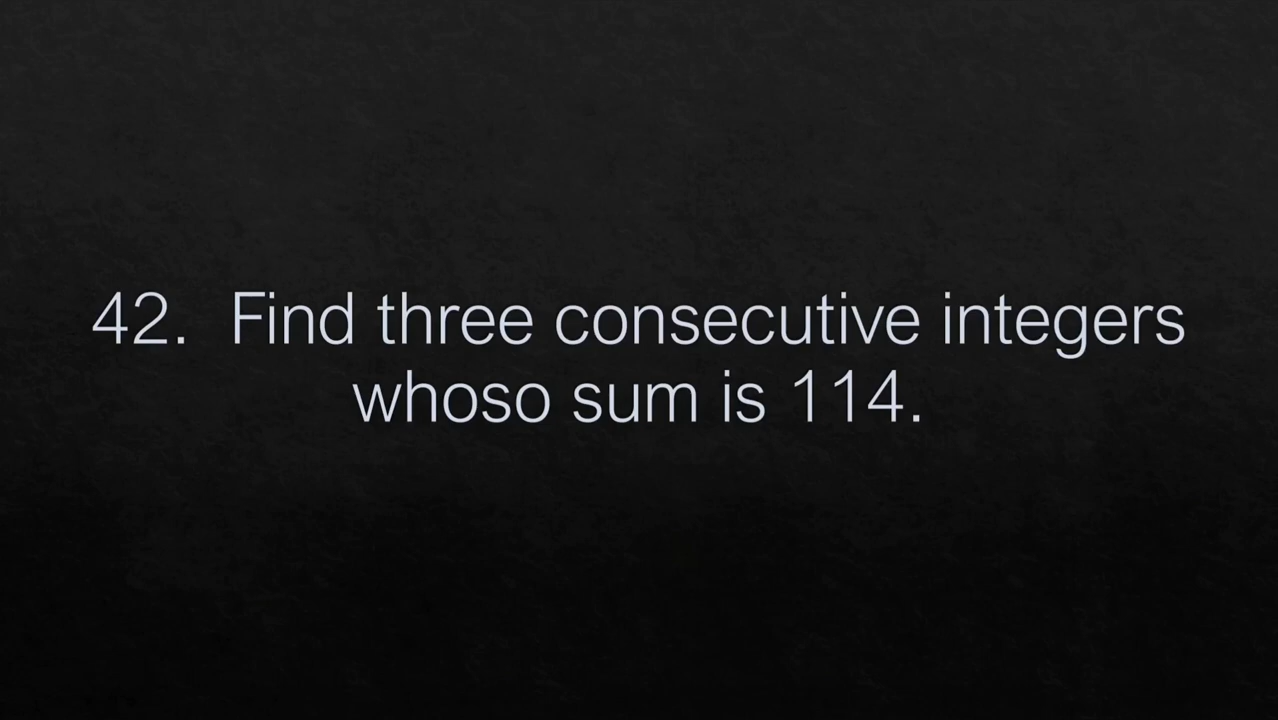 42. Find three consecutive integers
whoso sum is 114.